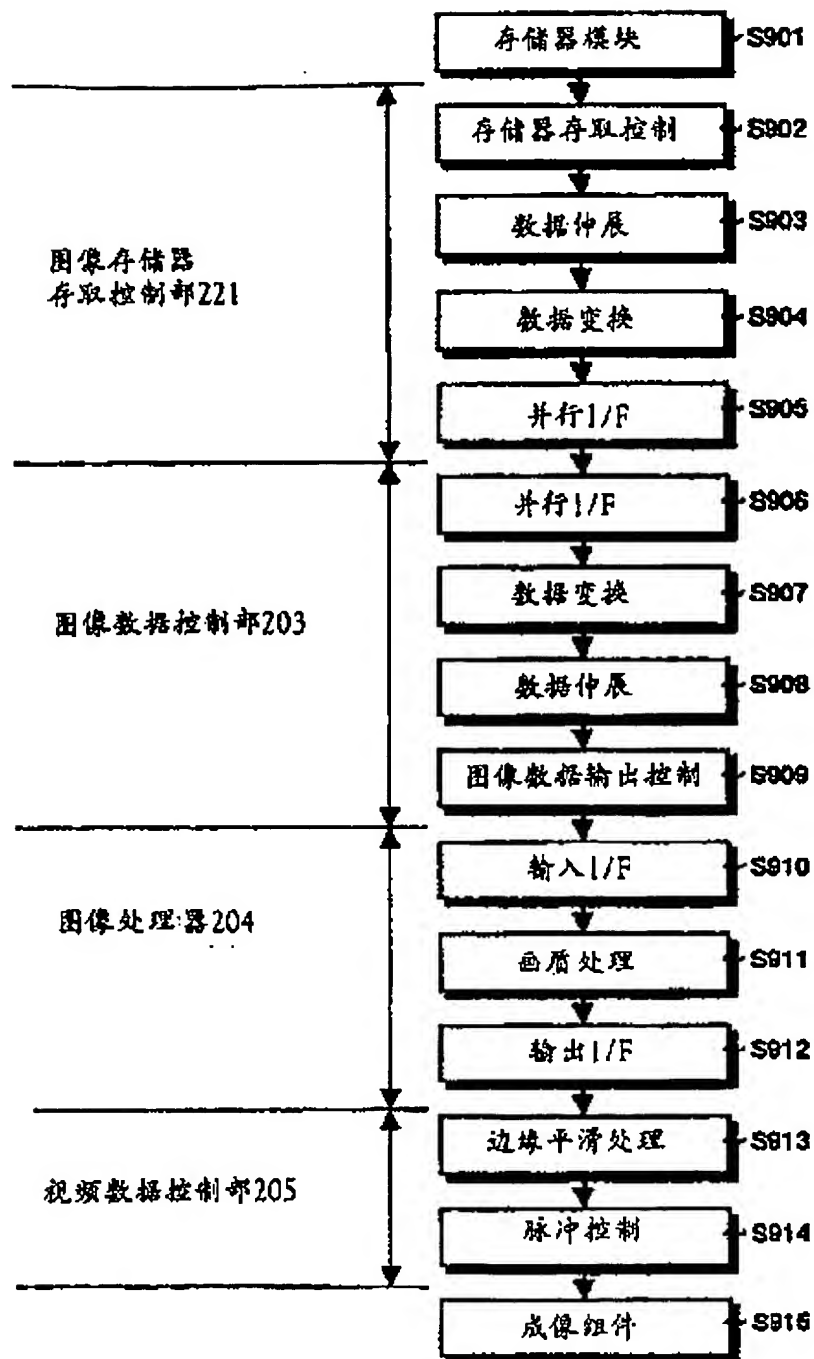 存储器模块 S901
存储器存取控制 S902
数据伸展 S903
图像存储器
存取控制部221
数据变换 S904
并行I/F S905
并行I/F S906
数据变换 S907
图像数据控制部203
数据伸展 S908
图像数据输出控制 S909
输入I/F S910
图像处理器204
画质处理 S911
输出I/F S912
边缘平滑处理 S913
视频数据控制部205
脉冲控制 S914
成像组件 S915